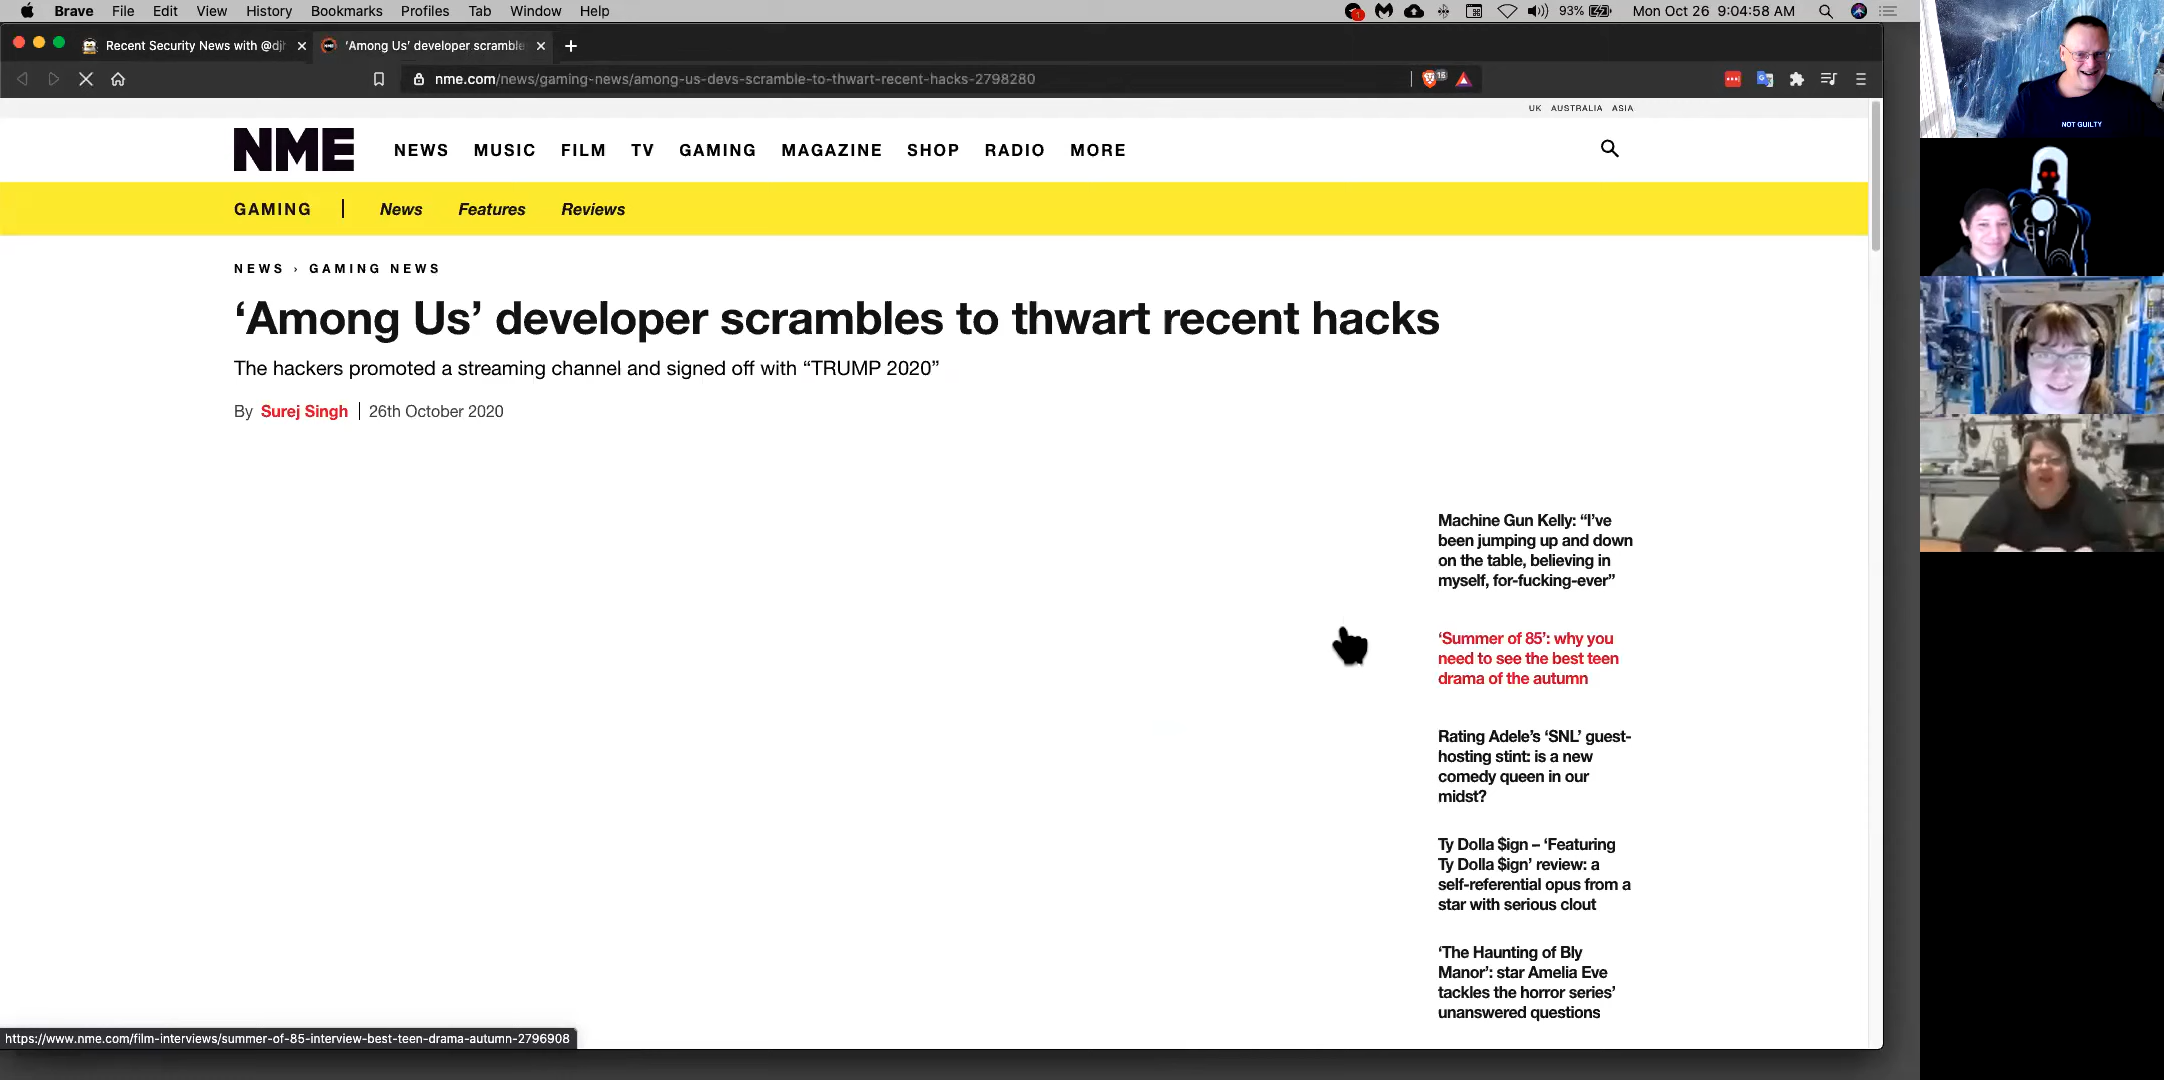 Brave File Edit View History Bookmarks Profiles Tab Window Help 93% Mon Oct 26 9:04:58 AM
Recent Security News with @djh
‘Among Us’ developer scramble
nme.com/news/gaming-news/among-us-devs-scramble-to-thwart-recent-hacks-2798280
UK AUSTRALIA ASIA
NME NEWS MUSIC FILM TV GAMING MAGAZINE SHOP RADIO MORE
GAMING | News Features Reviews
NEWS › GAMING NEWS
‘Among Us’ developer scrambles to thwart recent hacks
The hackers promoted a streaming channel and signed off with “TRUMP 2020”
By Surej Singh | 26th October 2020
Machine Gun Kelly: “I’ve
been jumping up and down
on the table, believing in
myself, for-fucking-ever”
‘Summer of 85’: why you
need to see the best teen
drama of the autumn
Rating Adele’s ‘SNL’ guest-
hosting stint: is a new
comedy queen in our
midst?
Ty Dolla $ign – ‘Featuring
Ty Dolla $ign’ review: a
self-referential opus from a
star with serious clout
‘The Haunting of Bly
Manor’: star Amelia Eve
tackles the horror series’
unanswered questions
https://www.nme.com/film-interviews/summer-of-85-interview-best-teen-drama-autumn-2796908
NOT GUILTY